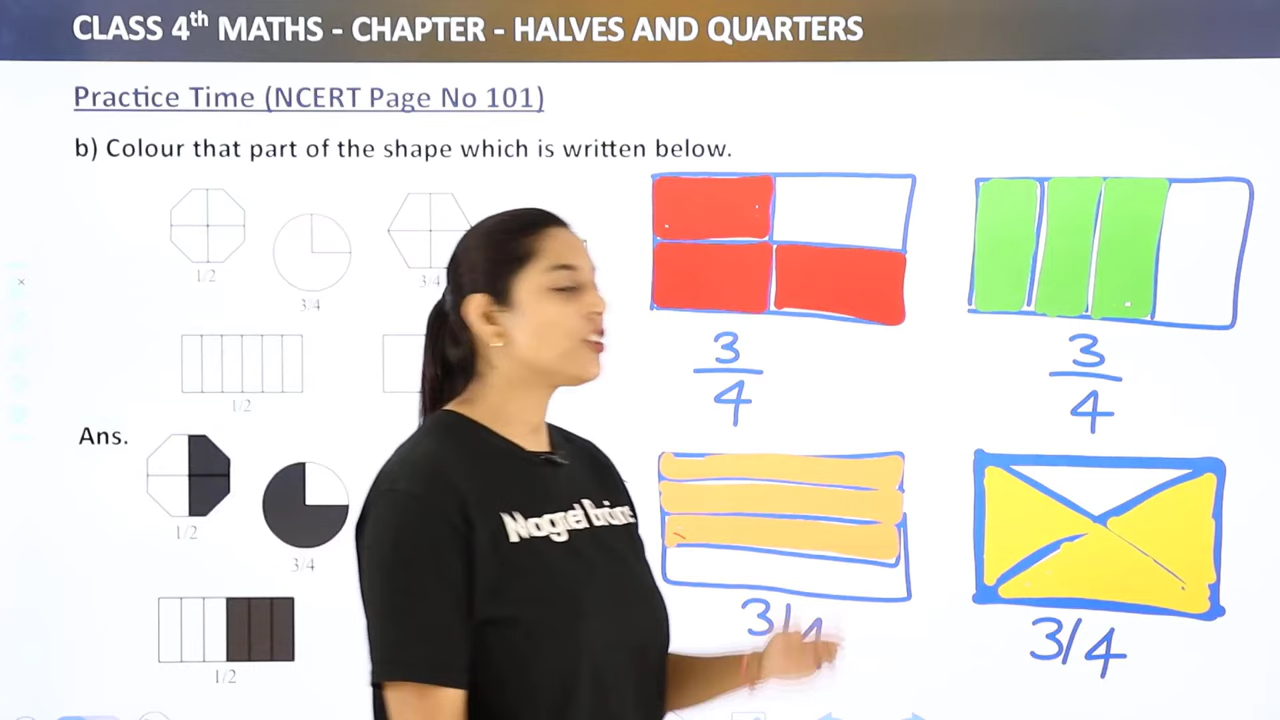 CLASS 4th MATHS - CHAPTER - HALVES AND QUARTERS
Practice Time (NCERT Page No 101)
b) Colour that part of the shape which is written below.
1/2
3/4
3/4
1/2
Ans.
1/2
3/4
1/2
3
4
3
4
3/4
3/4
Magnet Brains